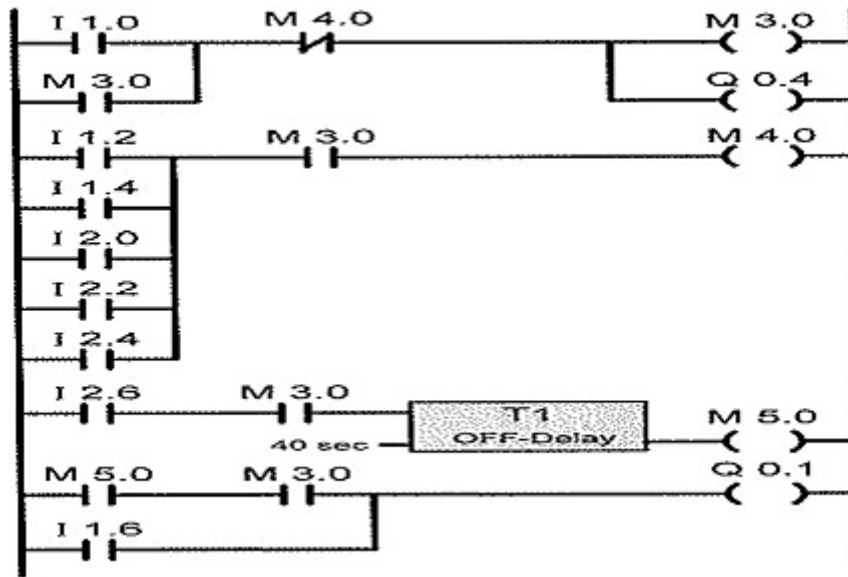 I 1.0 M 4.0 M 3.0
M 3.0 Q 0.4
I 1.2 M 3.0 M 4.0
I 1.4
I 2.0
I 2.2
I 2.4
I 2.6 M 3.0 T1 M 5.0
40 sec OFF-Delay
M 5.0 M 3.0 Q 0.1
I 1.6